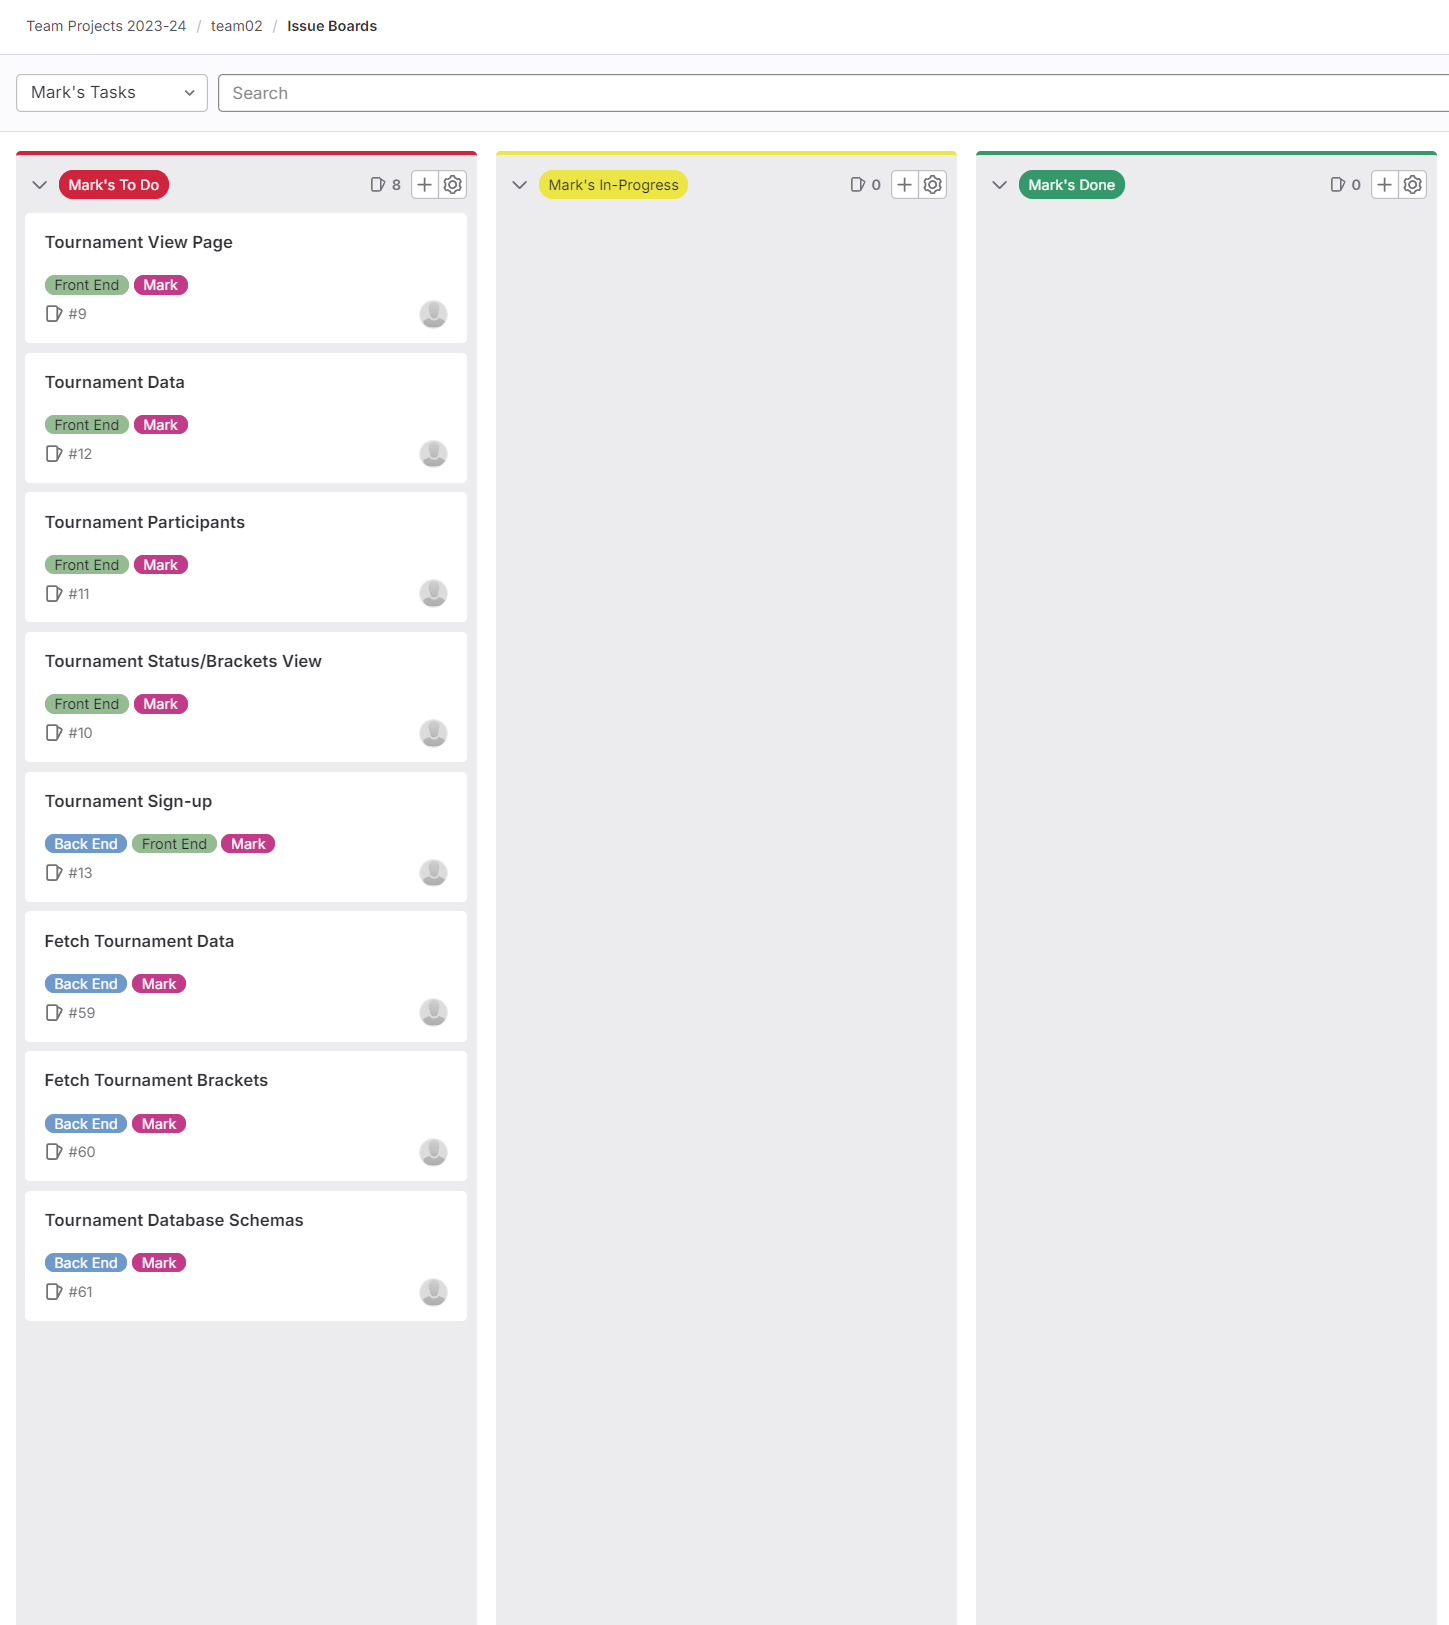 Team Projects 2023-24 / team02 / Issue Boards
Mark's Tasks
Search
Mark's To Do 8
Tournament View Page
Front End Mark
#9
Tournament Data
Front End Mark
#12
Tournament Participants
Front End Mark
#11
Tournament Status/Brackets View
Front End Mark
#10
Tournament Sign-up
Back End Front End Mark
#13
Fetch Tournament Data
Back End Mark
#59
Fetch Tournament Brackets
Back End Mark
#60
Tournament Database Schemas
Back End Mark
#61
Mark's In-Progress 0
Mark's Done 0